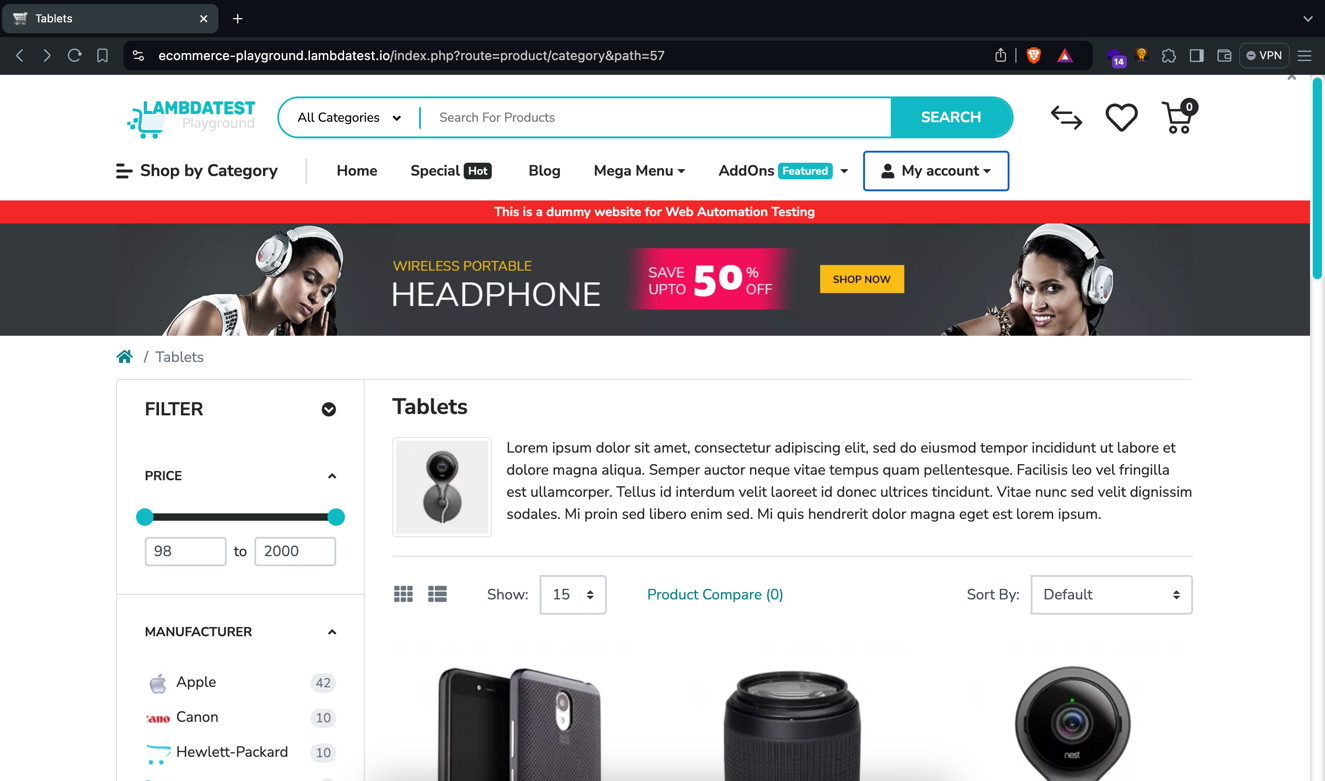 Tablets
ecommerce-playground.lambdatest.io/index.php?route=product/category&path=57
14
VPN
LAMBDATEST
Playground
All Categories
Search For Products
SEARCH
0
Shop by Category
Home
Special Hot
Blog
Mega Menu
AddOns Featured
My account
This is a dummy website for Web Automation Testing
WIRELESS PORTABLE
HEADPHONE
SAVE UPTO 50% OFF
SHOP NOW
/ Tablets
FILTER
PRICE
98 to 2000
MANUFACTURER
Apple 42
Canon 10
Hewlett-Packard 10
Tablets
Lorem ipsum dolor sit amet, consectetur adipiscing elit, sed do eiusmod tempor incididunt ut labore et
dolore magna aliqua. Semper auctor neque vitae tempus quam pellentesque. Facilisis leo vel fringilla
est ullamcorper. Tellus id interdum velit laoreet id donec ultrices tincidunt. Vitae nunc sed velit dignissim
sodales. Mi proin sed libero enim sed. Mi quis hendrerit dolor magna eget est lorem ipsum.
Show: 15
Product Compare (0)
Sort By: Default
nest